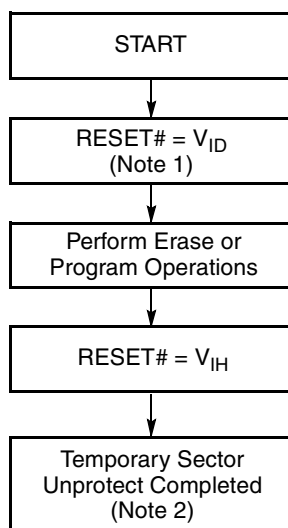 START
RESET# = VID
(Note 1)
Perform Erase or
Program Operations
RESET# = VIH
Temporary Sector
Unprotect Completed
(Note 2)